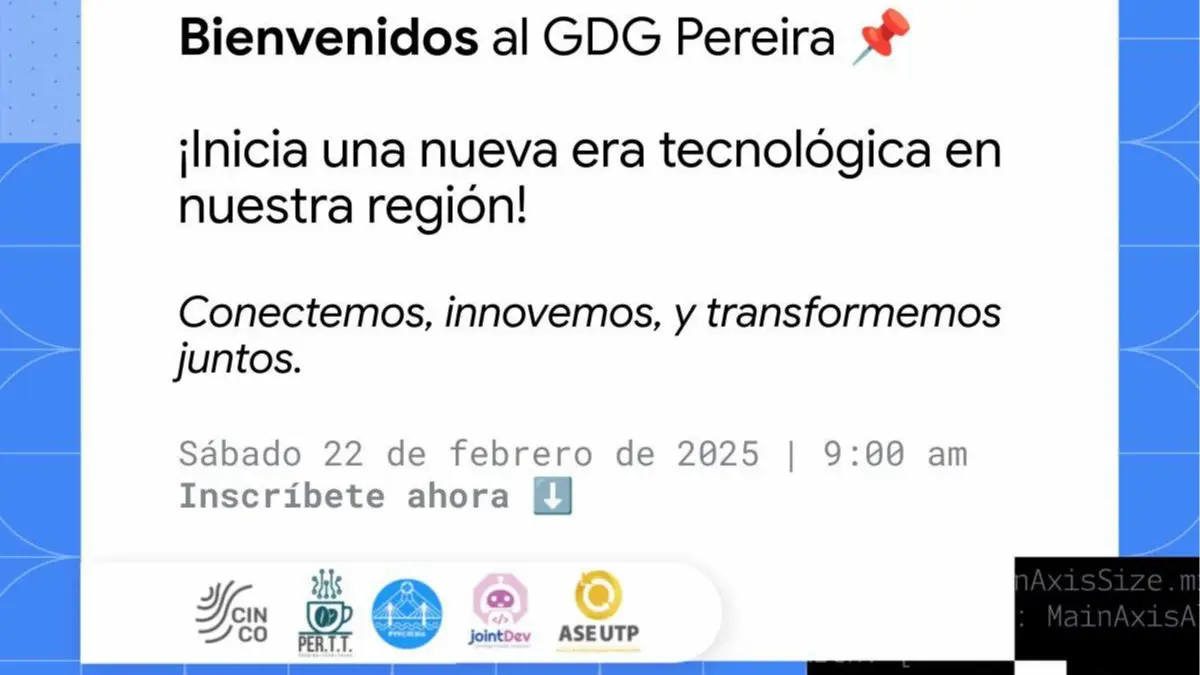 Bienvenidos al GDG Pereira 📌
¡Inicia una nueva era tecnológica en
nuestra región!
Conectemos, innovemos, y transformemos
juntos.
Sábado 22 de febrero de 2025 | 9:00 am
Inscríbete ahora ⬇️
CIN
CO
PER.T.T.
jointDev
ASE UTP
nAxisSize.m
: MainAxisA